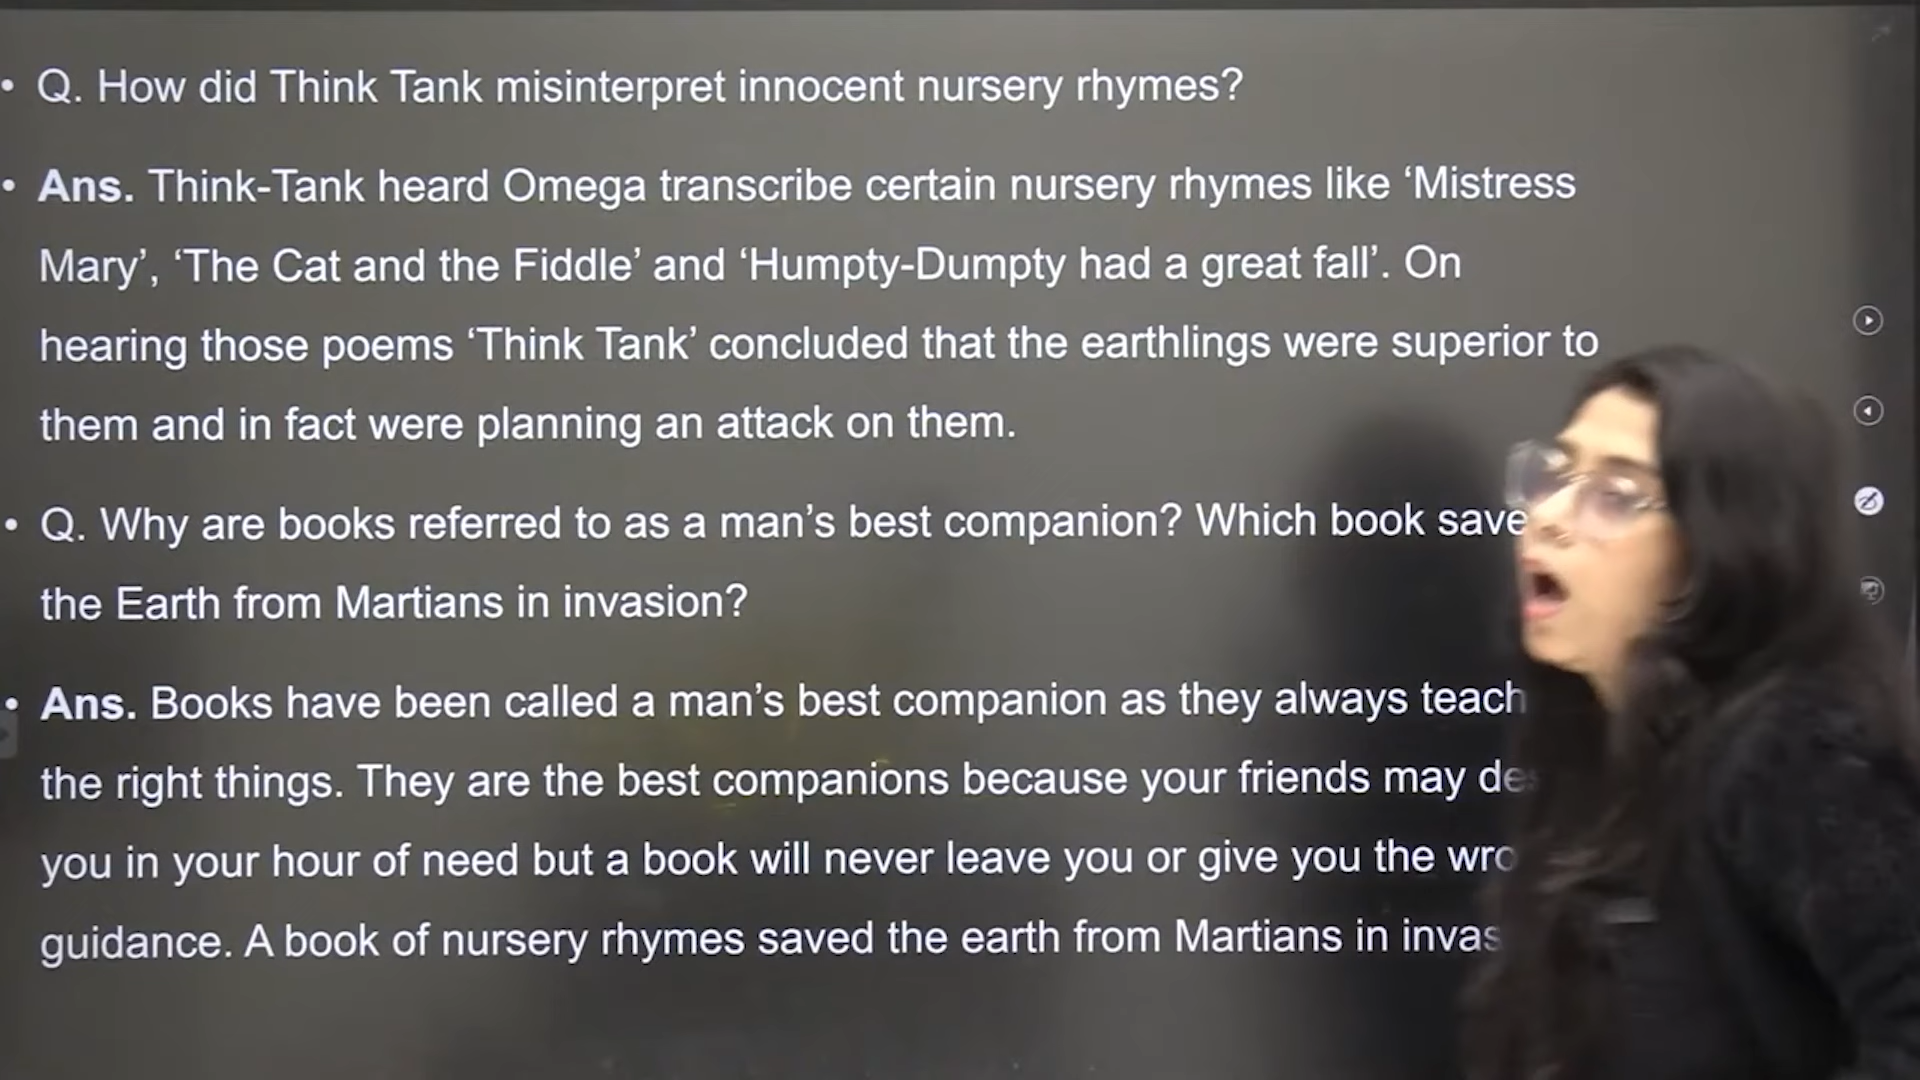 • Q. How did Think Tank misinterpret innocent nursery rhymes?
• Ans. Think-Tank heard Omega transcribe certain nursery rhymes like ‘Mistress
Mary’, ‘The Cat and the Fiddle’ and ‘Humpty-Dumpty had a great fall’. On
hearing those poems ‘Think Tank’ concluded that the earthlings were superior to
them and in fact were planning an attack on them.
• Q. Why are books referred to as a man’s best companion? Which book save
the Earth from Martians in invasion?
• Ans. Books have been called a man’s best companion as they always teach
the right things. They are the best companions because your friends may
you in your hour of need but a book will never leave you or give you the
guidance. A book of nursery rhymes saved the earth from Martians in